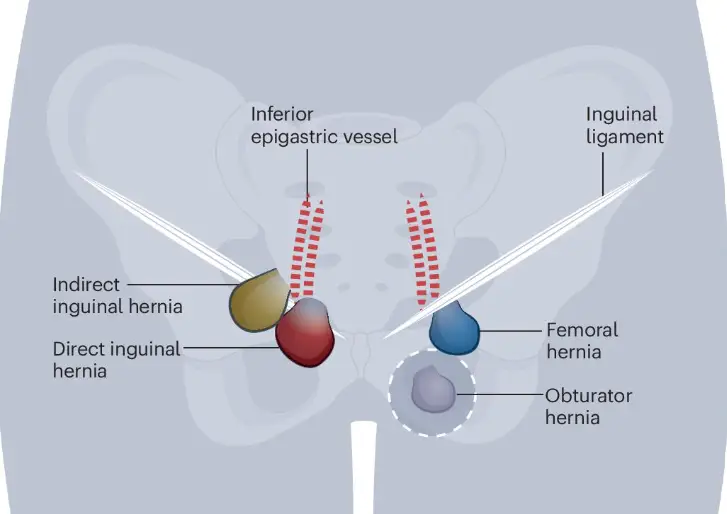 Inferior
epigastric vessel
Inguinal
ligament
Indirect
inguinal hernia
Direct inguinal
hernia
Femoral
hernia
Obturator
hernia